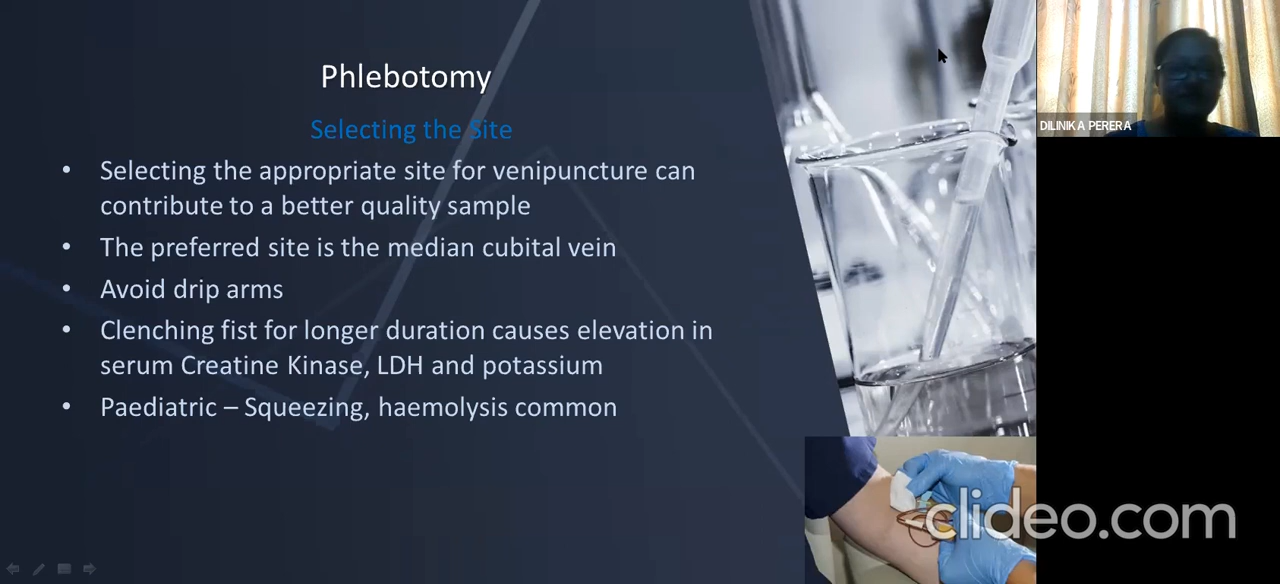 Phlebotomy
Selecting the Site
• Selecting the appropriate site for venipuncture can
contribute to a better quality sample
• The preferred site is the median cubital vein
• Avoid drip arms
• Clenching fist for longer duration causes elevation in
serum Creatine Kinase, LDH and potassium
• Paediatric – Squeezing, haemolysis common
DILINIKA PERERA
clideo.com